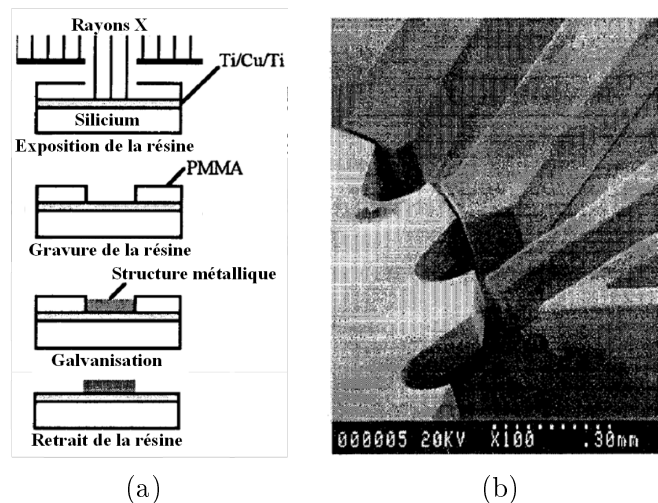 Rayons X
Ti/Cu/Ti
Silicium
Exposition de la résine
PMMA
Gravure de la résine
Structure métallique
Galvanisation
Retrait de la résine
000005 20KV X100 .30mm
(a) (b)